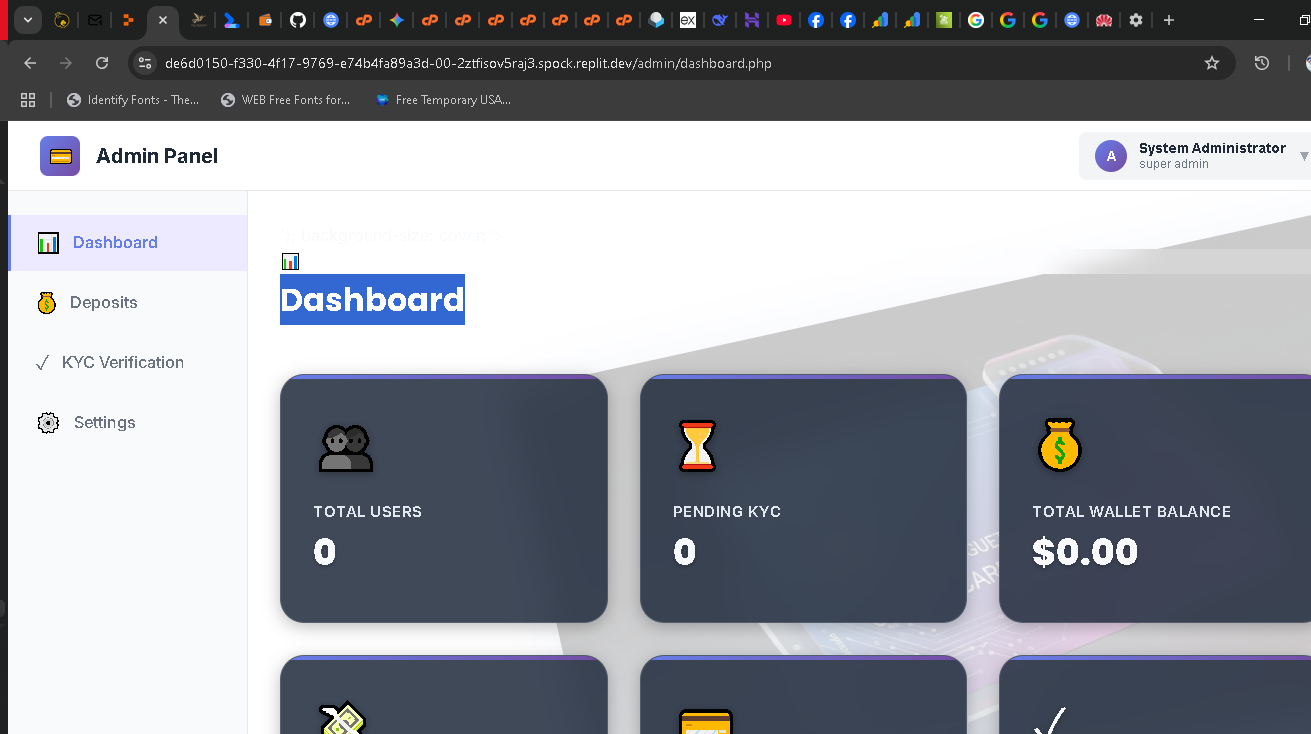 de6d0150-f330-4f17-9769-e74b4fa89a3d-00-2ztfisov5raj3.spock.replit.dev/admin/dashboard.php
Identify Fonts - The... WEB Free Fonts for... Free Temporary USA...
Admin Panel
A
System Administrator
super admin
Dashboard
Deposits
KYC Verification
Settings
'); background-size: cover;">
Dashboard
TOTAL USERS
0
PENDING KYC
0
TOTAL WALLET BALANCE
$0.00